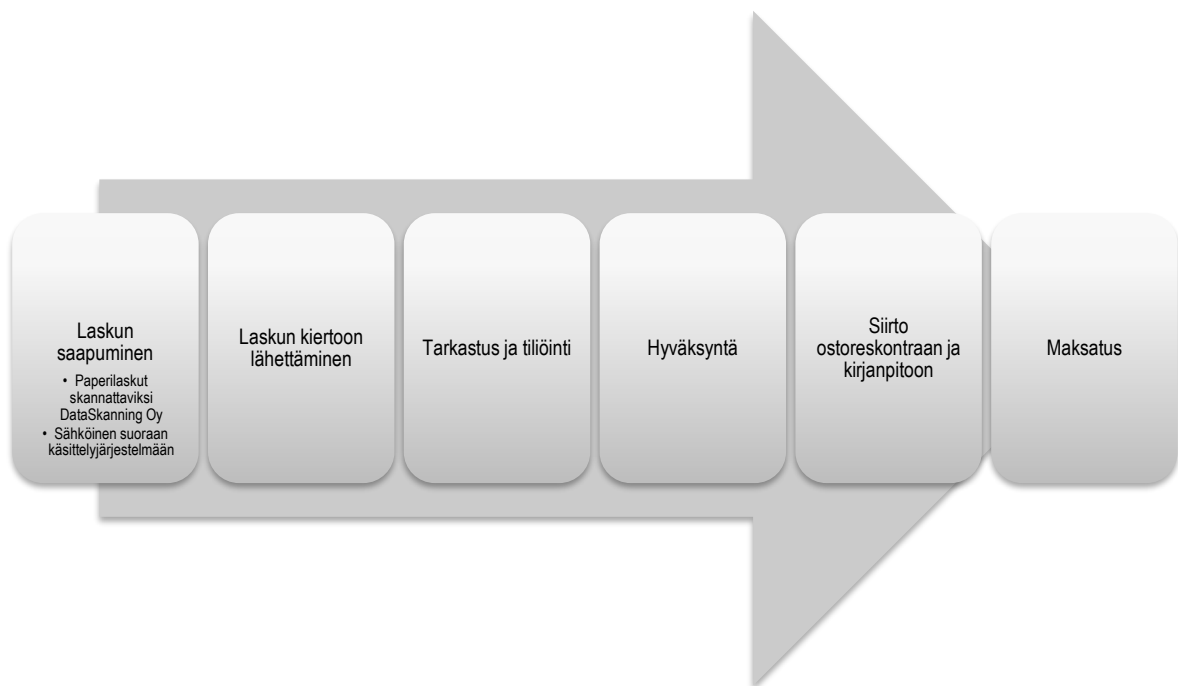 Laskun
saapuminen
• Paperilaskut
skannattaviksi
DataSkanning Oy
• Sähköinen suoraan
käsittelyjärjestelmään
Laskun kiertoon
lähettäminen
Tarkastus ja tiliöinti
Hyväksyntä
Siirto
ostoreskontraan ja
kirjanpitoon
Maksatus